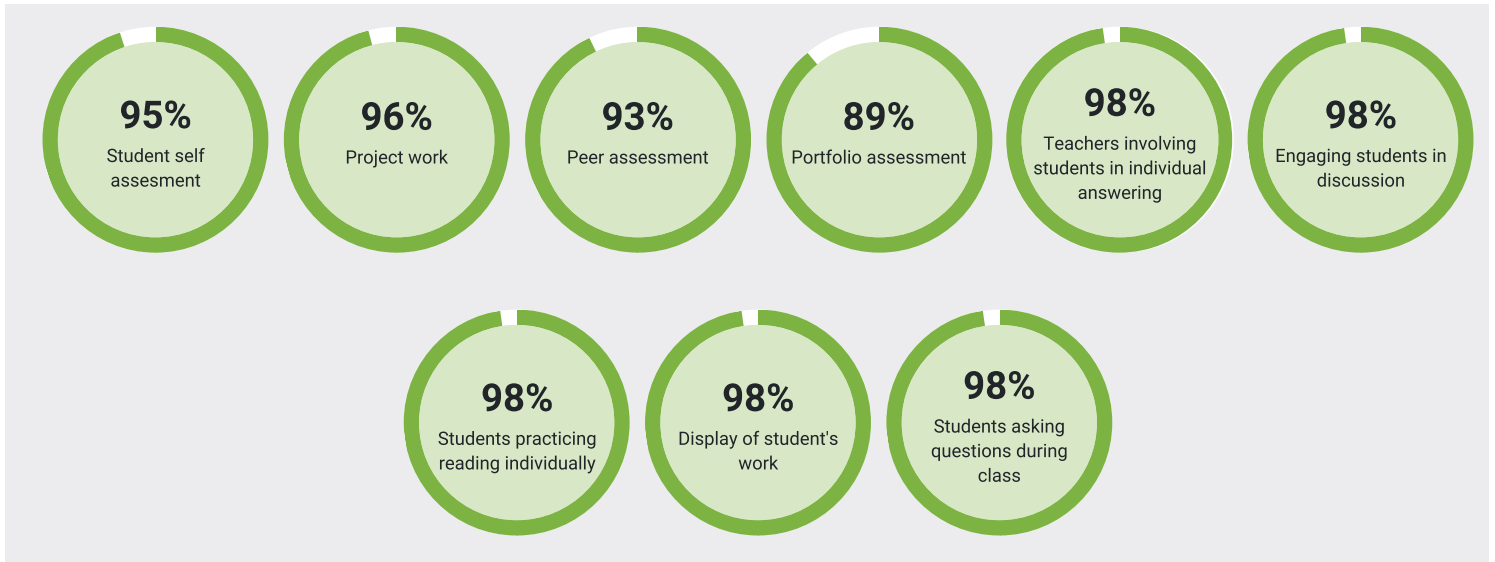 95%
Student self
assesment
96%
Project work
93%
Peer assessment
89%
Portfolio assessment
98%
Teachers involving
students in individual
answering
98%
Engaging students in
discussion
98%
Students practicing
reading individually
98%
Display of student's
work
98%
Students asking
questions during
class